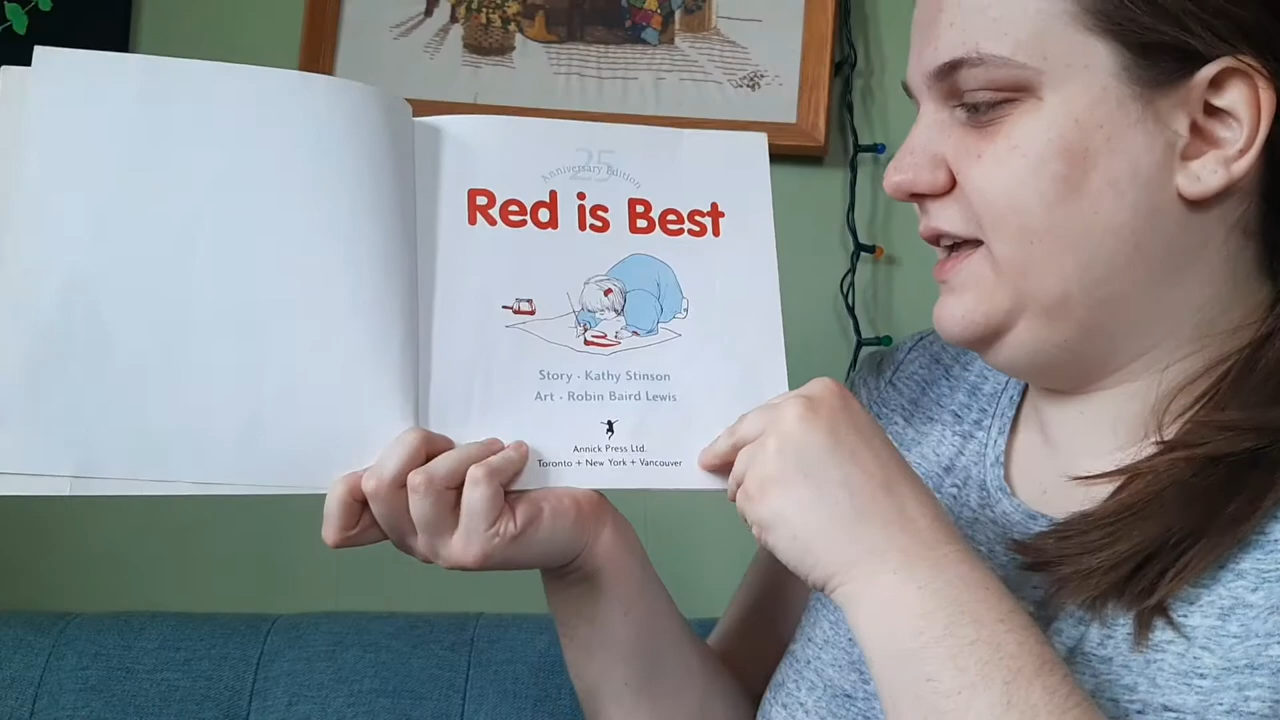 25
Anniversary Edition
Red is Best
Story · Kathy Stinson
Art · Robin Baird Lewis
Annick Press Ltd.
Toronto + New York + Vancouver